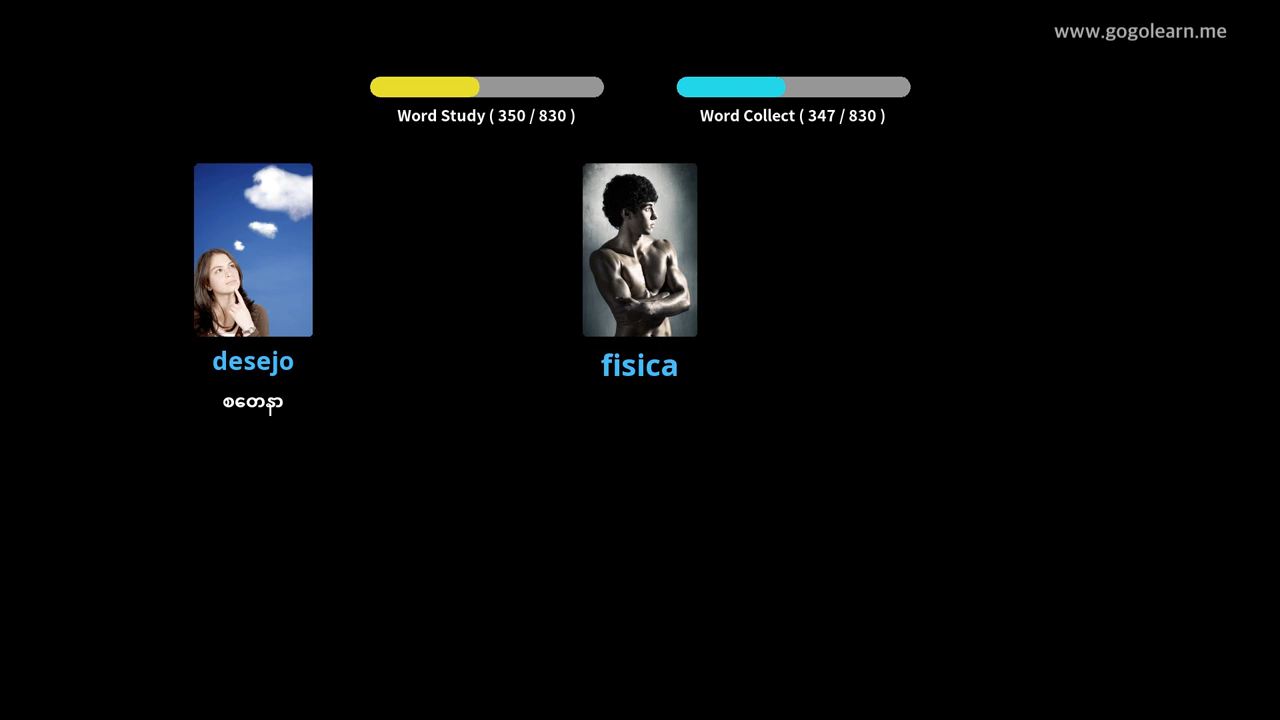 www.gogolearn.me
Word Study ( 350 / 830 )
Word Collect ( 347 / 830 )
desejo
စတေနာ
fisica